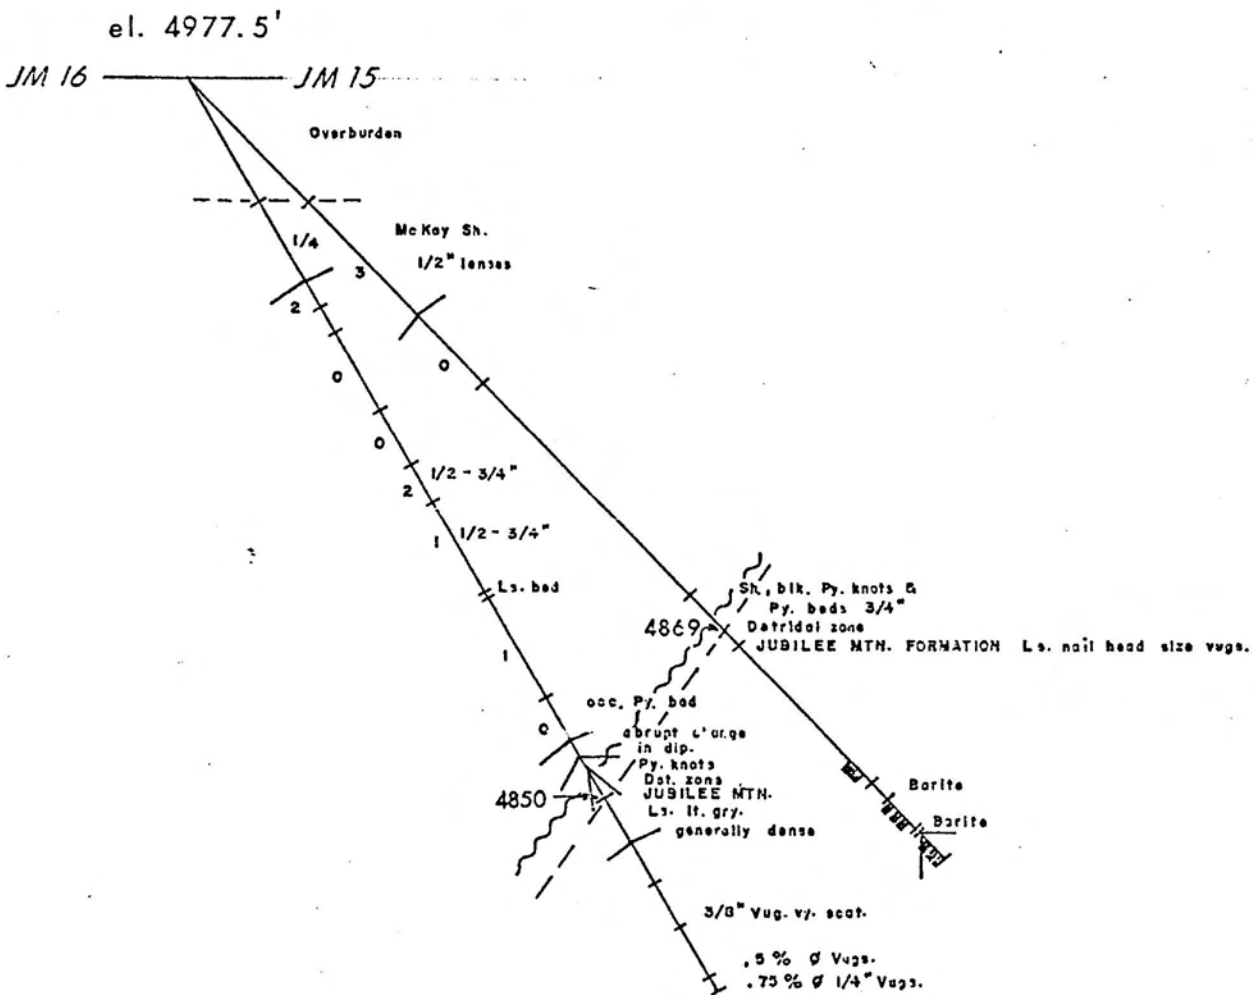 el. 4977.5'
JM 16
JM 15
Overburden
McKay Sh.
1/4
1/2" lenses
3
2
0
0
0
1/2 - 3/4"
2
1/2 - 3/4"
1
Ls. bed
Sh., blk. Py. knots &
Py. beds 3/4"
4869
Detridal zone
JUBILEE MTN. FORMATION Ls. nail head size vugs.
1
occ. Py. bed
0
abrupt change
in dip.
Py. knots
Det. zone
4850
JUBILEE MTN.
Ls. lt. gry.
generally dense
Barite
Barite
3/8" Vug. vy. scat.
.5 % Ø Vugs.
.75 % Ø 1/4" Vugs.